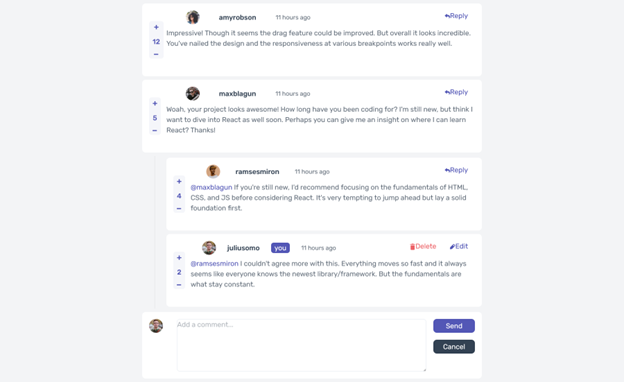 amyrobson 11 hours ago Reply
+
12
−
Impressive! Though it seems the drag feature could be improved. But overall it looks incredible.
You've nailed the design and the responsiveness at various breakpoints works really well.
maxblagun 11 hours ago Reply
+
5
−
Woah, your project looks awesome! How long have you been coding for? I'm still new, but think I
want to dive into React as well soon. Perhaps you can give me an insight on where I can learn
React? Thanks!
ramsesmiron 11 hours ago Reply
+
4
−
@maxblagun If you're still new, I'd recommend focusing on the fundamentals of HTML,
CSS, and JS before considering React. It's very tempting to jump ahead but lay a solid
foundation first.
juliusomo you 11 hours ago Delete Edit
+
2
−
@ramsesmiron I couldn't agree more with this. Everything moves so fast and it always
seems like everyone knows the newest library/framework. But the fundamentals are
what stay constant.
Add a comment...
Send
Cancel